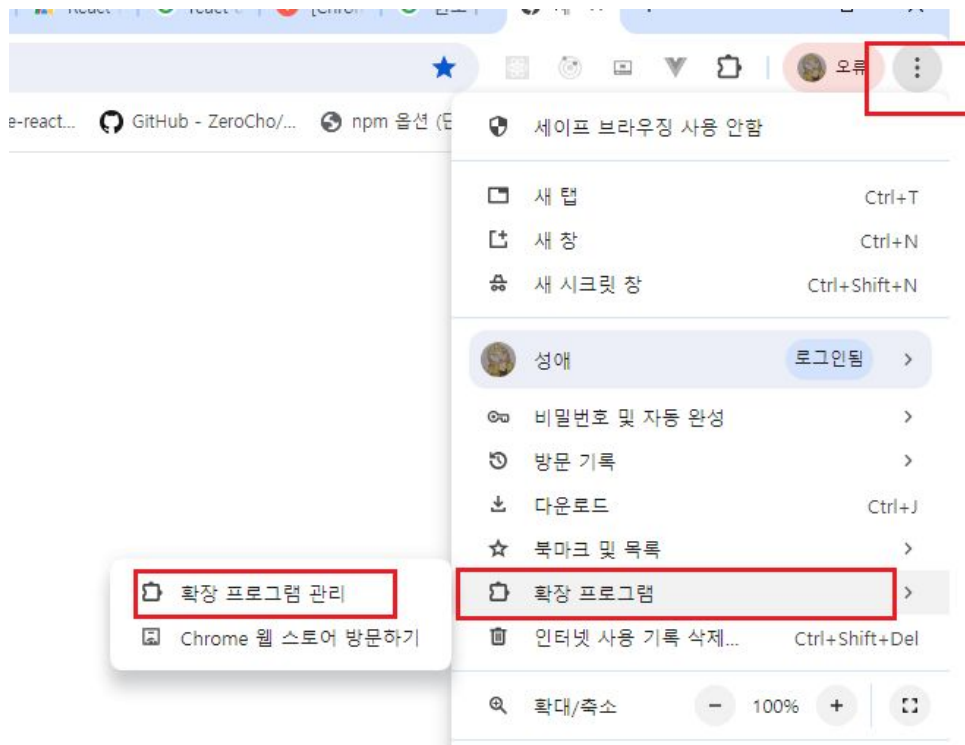 오류
e-react... GitHub - ZeroCho/... npm 옵션
세이프 브라우징 사용 안함
새 탭 Ctrl+T
새 창 Ctrl+N
새 시크릿 창 Ctrl+Shift+N
성애 로그인됨
비밀번호 및 자동 완성
방문 기록
다운로드 Ctrl+J
북마크 및 목록
확장 프로그램 관리
확장 프로그램
Chrome 웹 스토어 방문하기
인터넷 사용 기록 삭제... Ctrl+Shift+Del
확대/축소 - 100% +